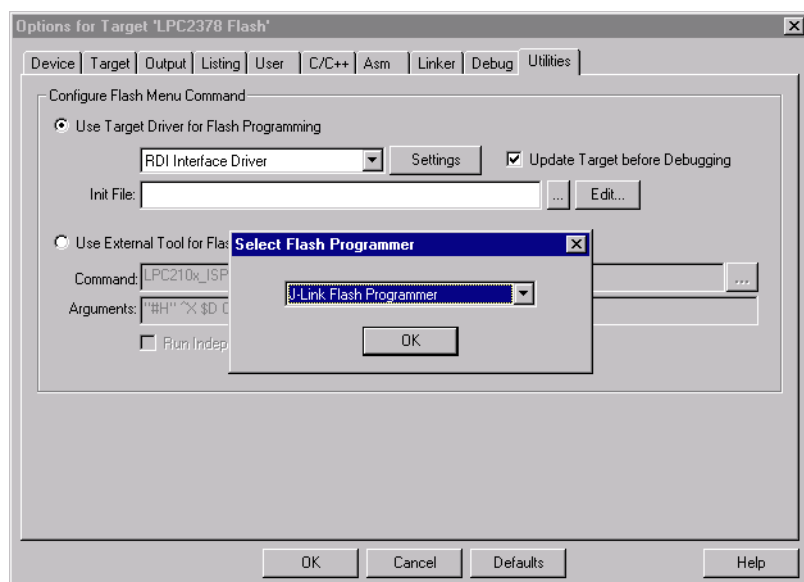 Options for Target 'LPC2378 Flash'
Device Target Output Listing User C/C++ Asm Linker Debug Utilities
Configure Flash Menu Command
Use Target Driver for Flash Programming
RDI Interface Driver Settings Update Target before Debugging
Init File: ... Edit...
Use External Tool for Flas
Select Flash Programmer
Command: LPC210x_ISP ...
J-Link Flash Programmer
Arguments: "#H" ^X $D
Run Indep
OK
OK Cancel Defaults Help